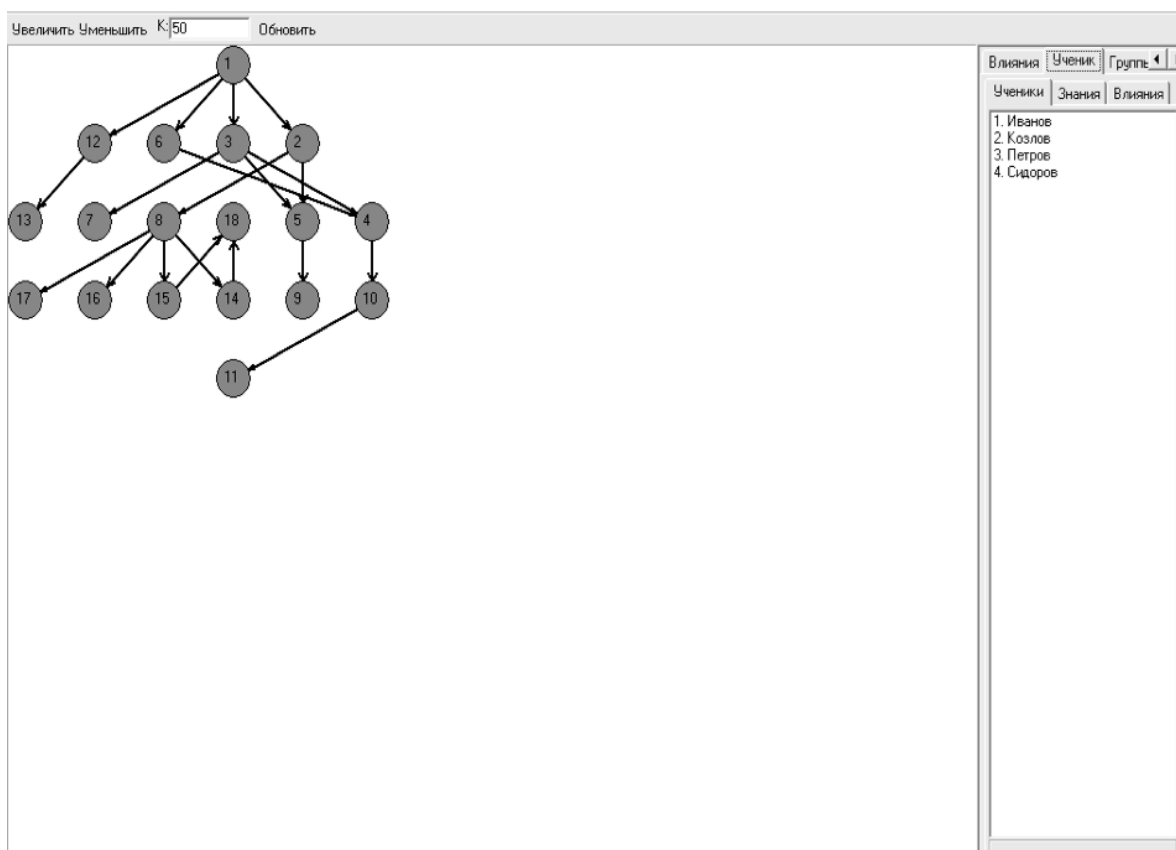 Увеличить Уменьшить К: 50 Обновить
Влияния Ученик Группь
Ученики Знания Влияния
1. Иванов
2. Козлов
3. Петров
4. Сидоров
1
12 6 3 2
13 7 8 18 5 4
17 16 15 14 9 10
11